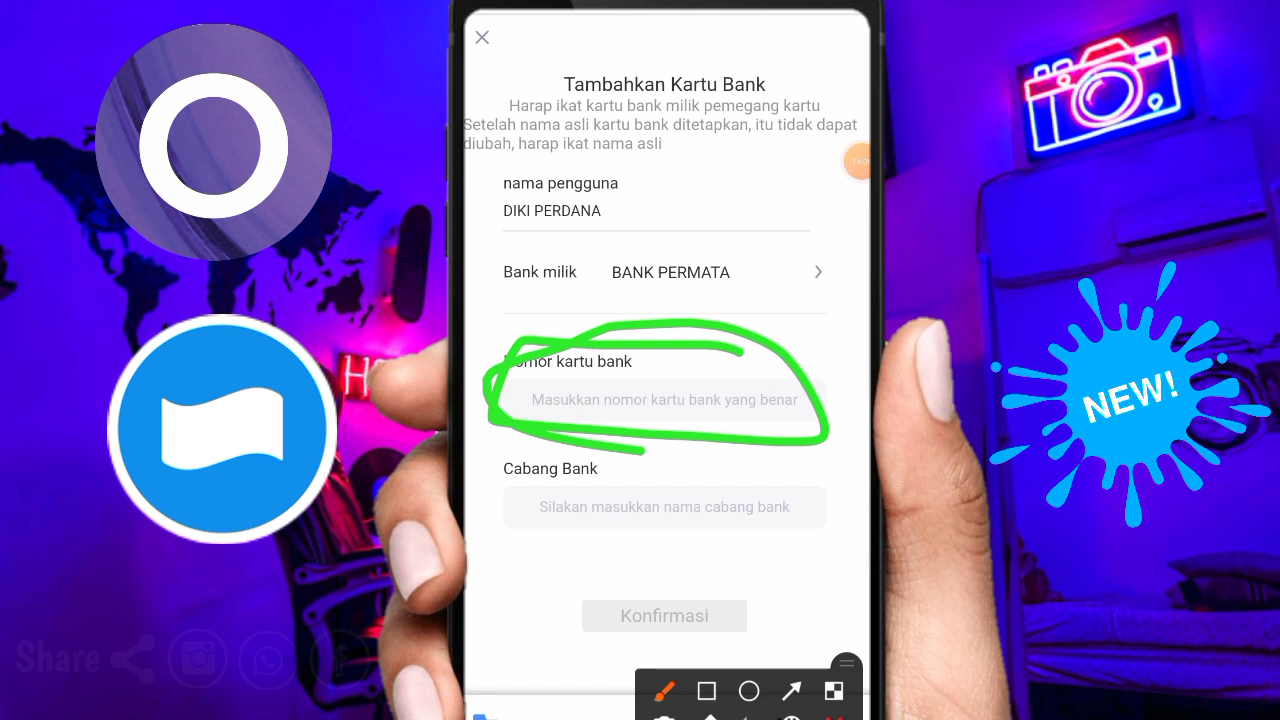 Tambahkan Kartu Bank
Harap ikat kartu bank milik pemegang kartu
Setelah nama asli kartu bank ditetapkan, itu tidak dapat
diubah, harap ikat nama asli
nama pengguna
DIKI PERDANA
Bank milik BANK PERMATA
Nomor kartu bank
Masukkan nomor kartu bank yang benar
Cabang Bank
Silakan masukkan nama cabang bank
Konfirmasi
NEW!
Share